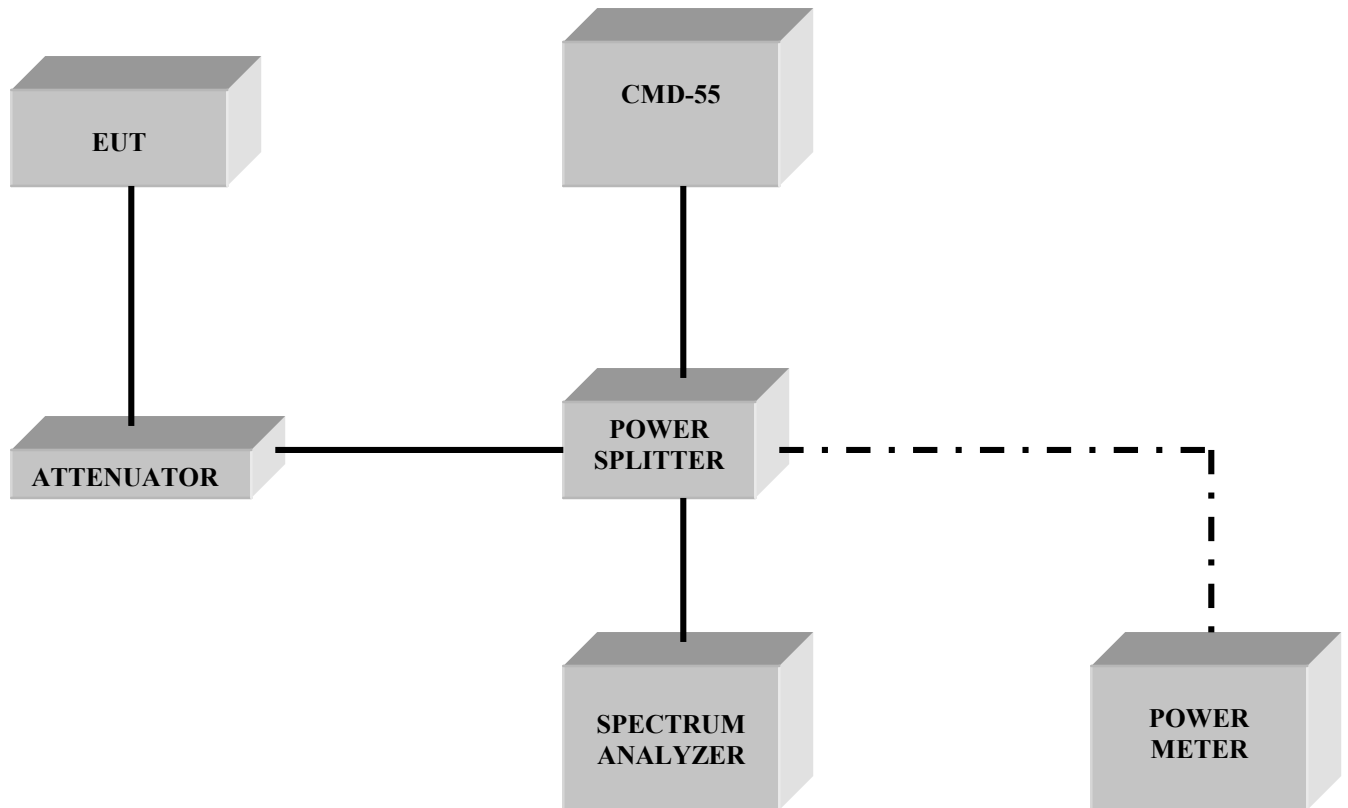 CMD-55
EUT
POWER
SPLITTER
ATTENUATOR
SPECTRUM
ANALYZER
POWER
METER